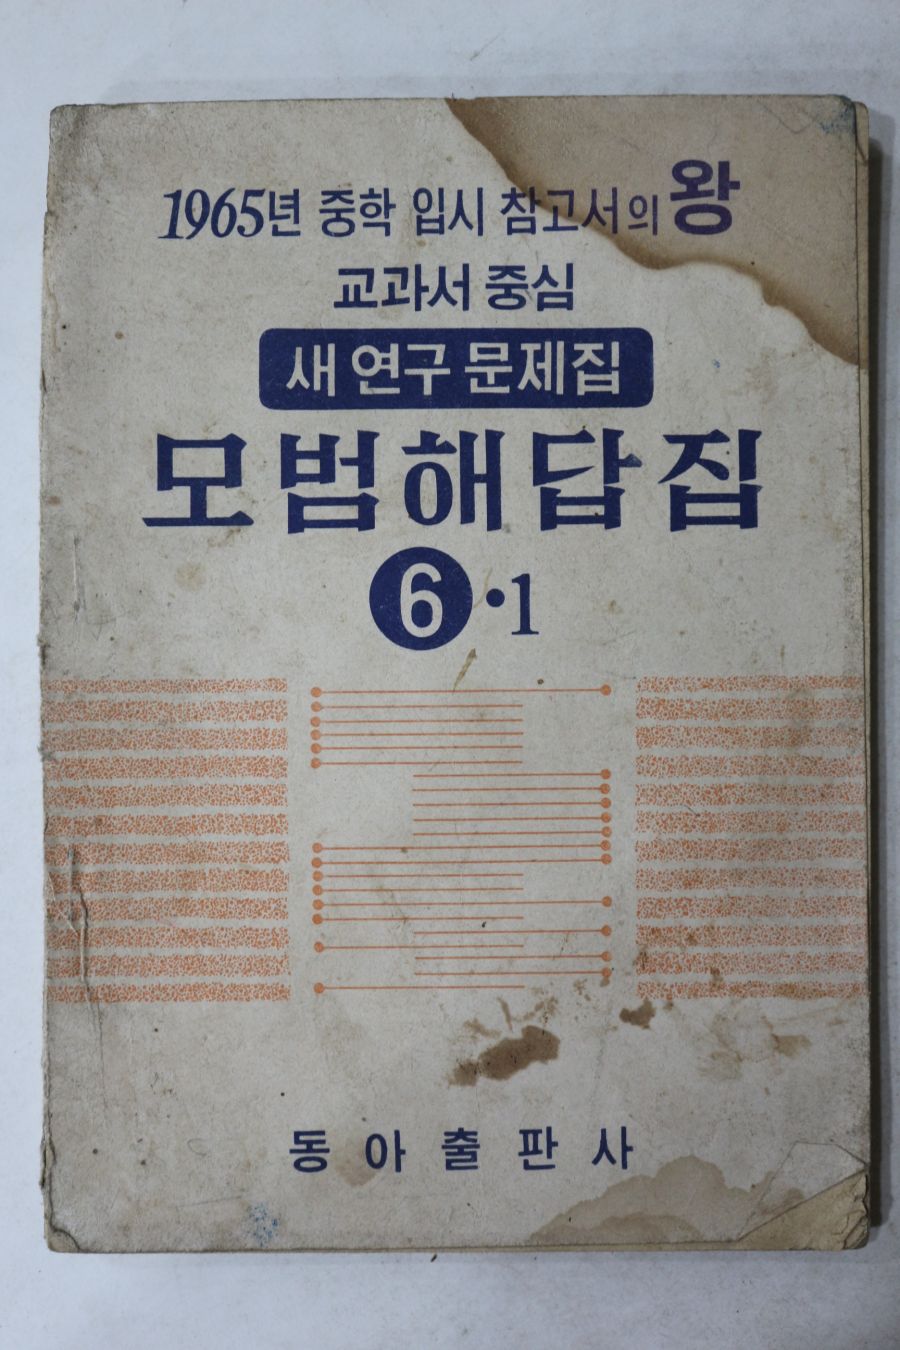 1965년 중학 입시 참고서의 왕
교과서 중심
새 연구 문제집
모범해답집
6·1
동아출판사